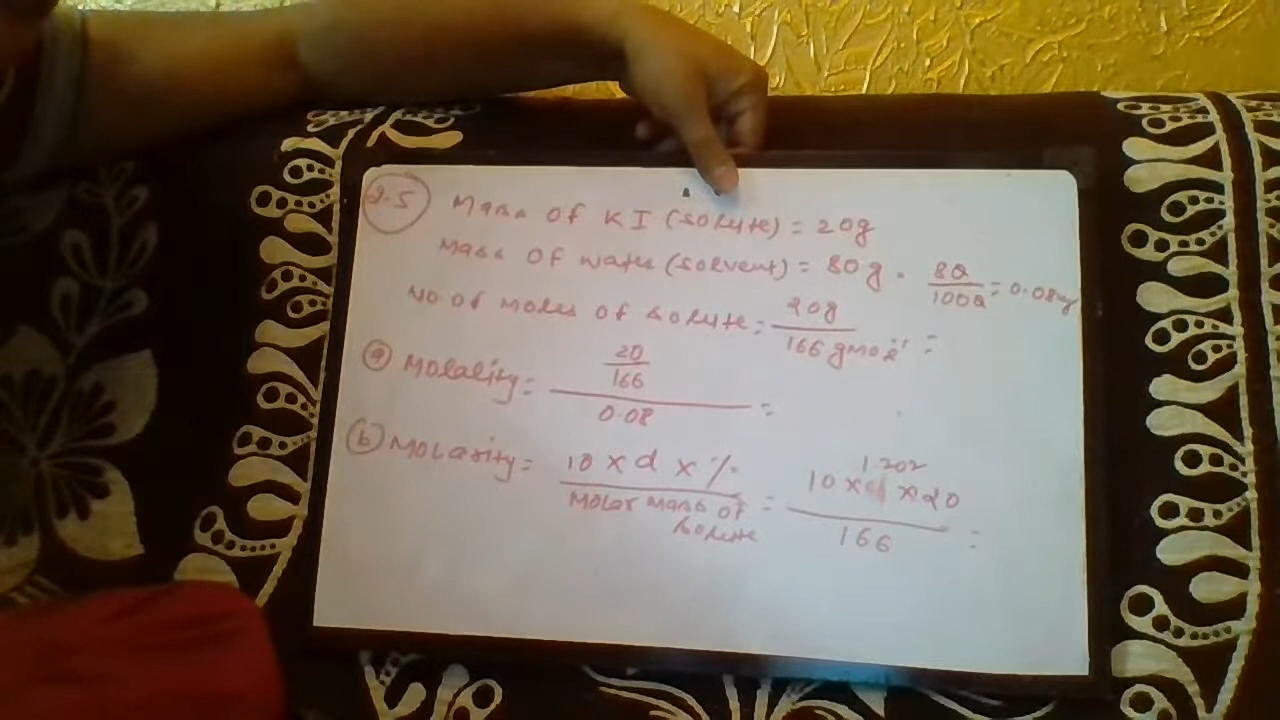 2.5 Mass of KI (solute) = 20g
Mass of water (solvent) = 80g. 80/1000 = 0.08kg
No. of moles of solute = 20g/166 gmol⁻¹ =
(a) Molality = (20/166)/0.08 =
(b) Molarity = 10 x d x %/Molar mass of solute = 10 x 1.202 x 20/166 =